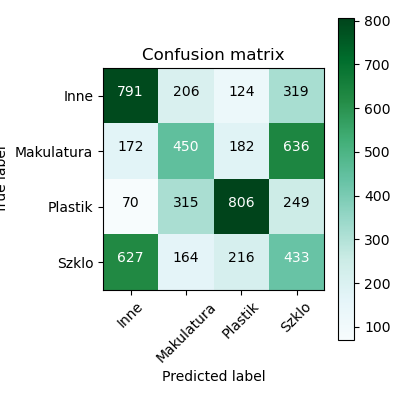 Confusion matrix
True label
Inne 791 206 124 319
Makulatura 172 450 182 636
Plastik 70 315 806 249
Szklo 627 164 216 433
Inne Makulatura Plastik Szklo
Predicted label
800
700
600
500
400
300
200
100